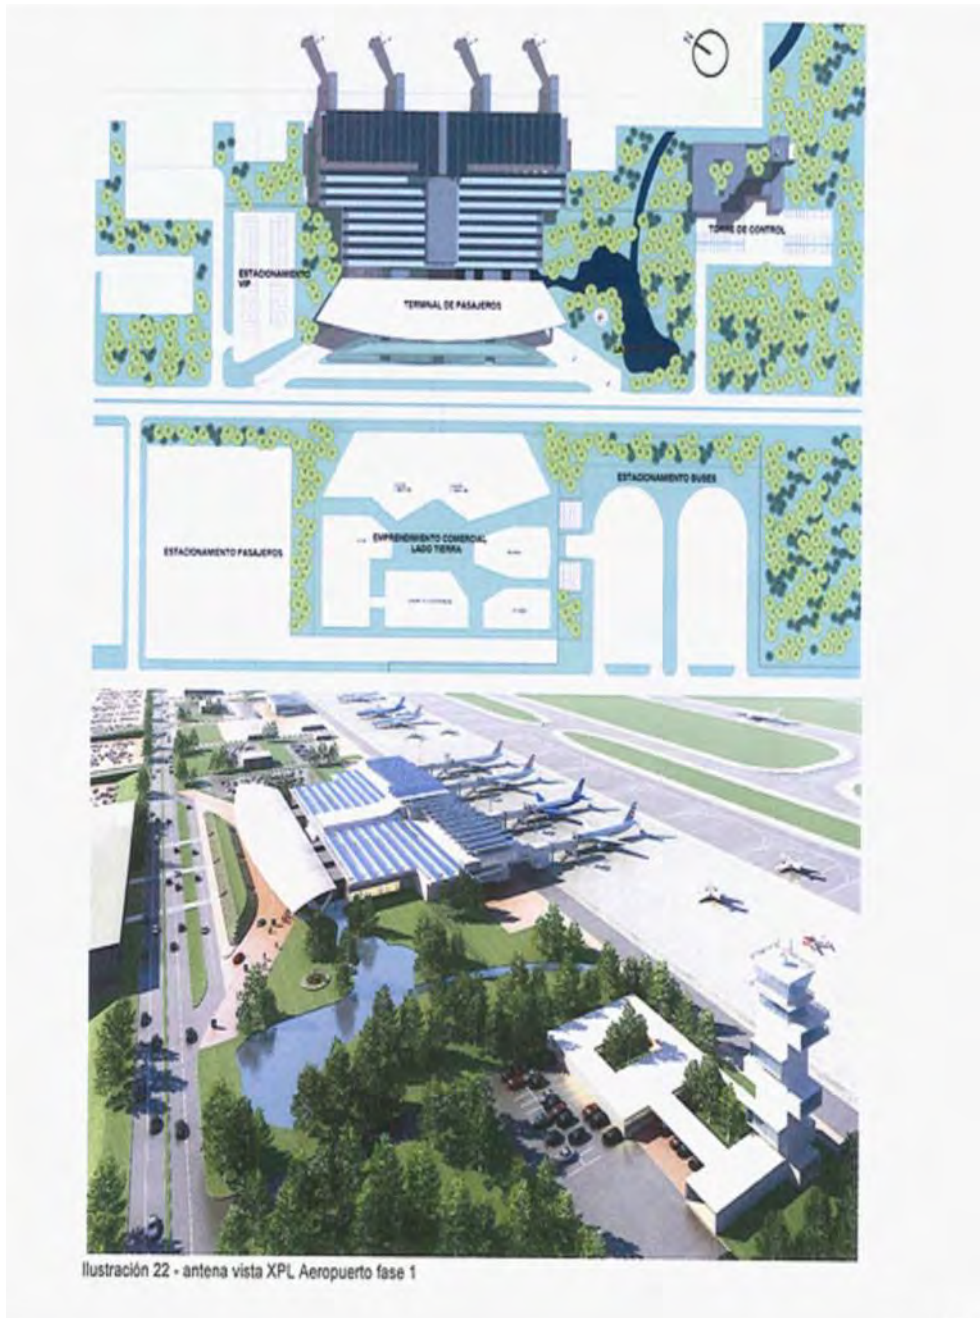 N
TORRE DE CONTROL
ESTACIONAMIENTO
VIP
TERMINAL DE PASAJEROS
ESTACIONAMIENTO BUSES
EMPRENDIMIENTO COMERCIAL
LADO TIERRA
ESTACIONAMIENTO PASAJEROS
Ilustración 22 - antena vista XPL Aeropuerto fase 1